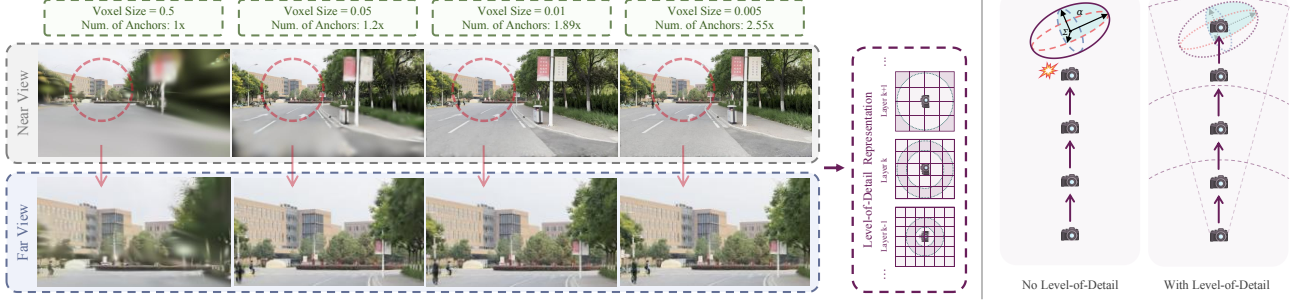 Voxel Size = 0.5
Num. of Anchors: 1x
Voxel Size = 0.05
Num. of Anchors: 1.2x
Voxel Size = 0.01
Num. of Anchors: 1.89x
Voxel Size = 0.005
Num. of Anchors: 2.55x
Near View
Far View
Level-of-Detail Representation
...
Layer k+1
Layer k
Layer k-1
...
α
No Level-of-Detail
With Level-of-Detail